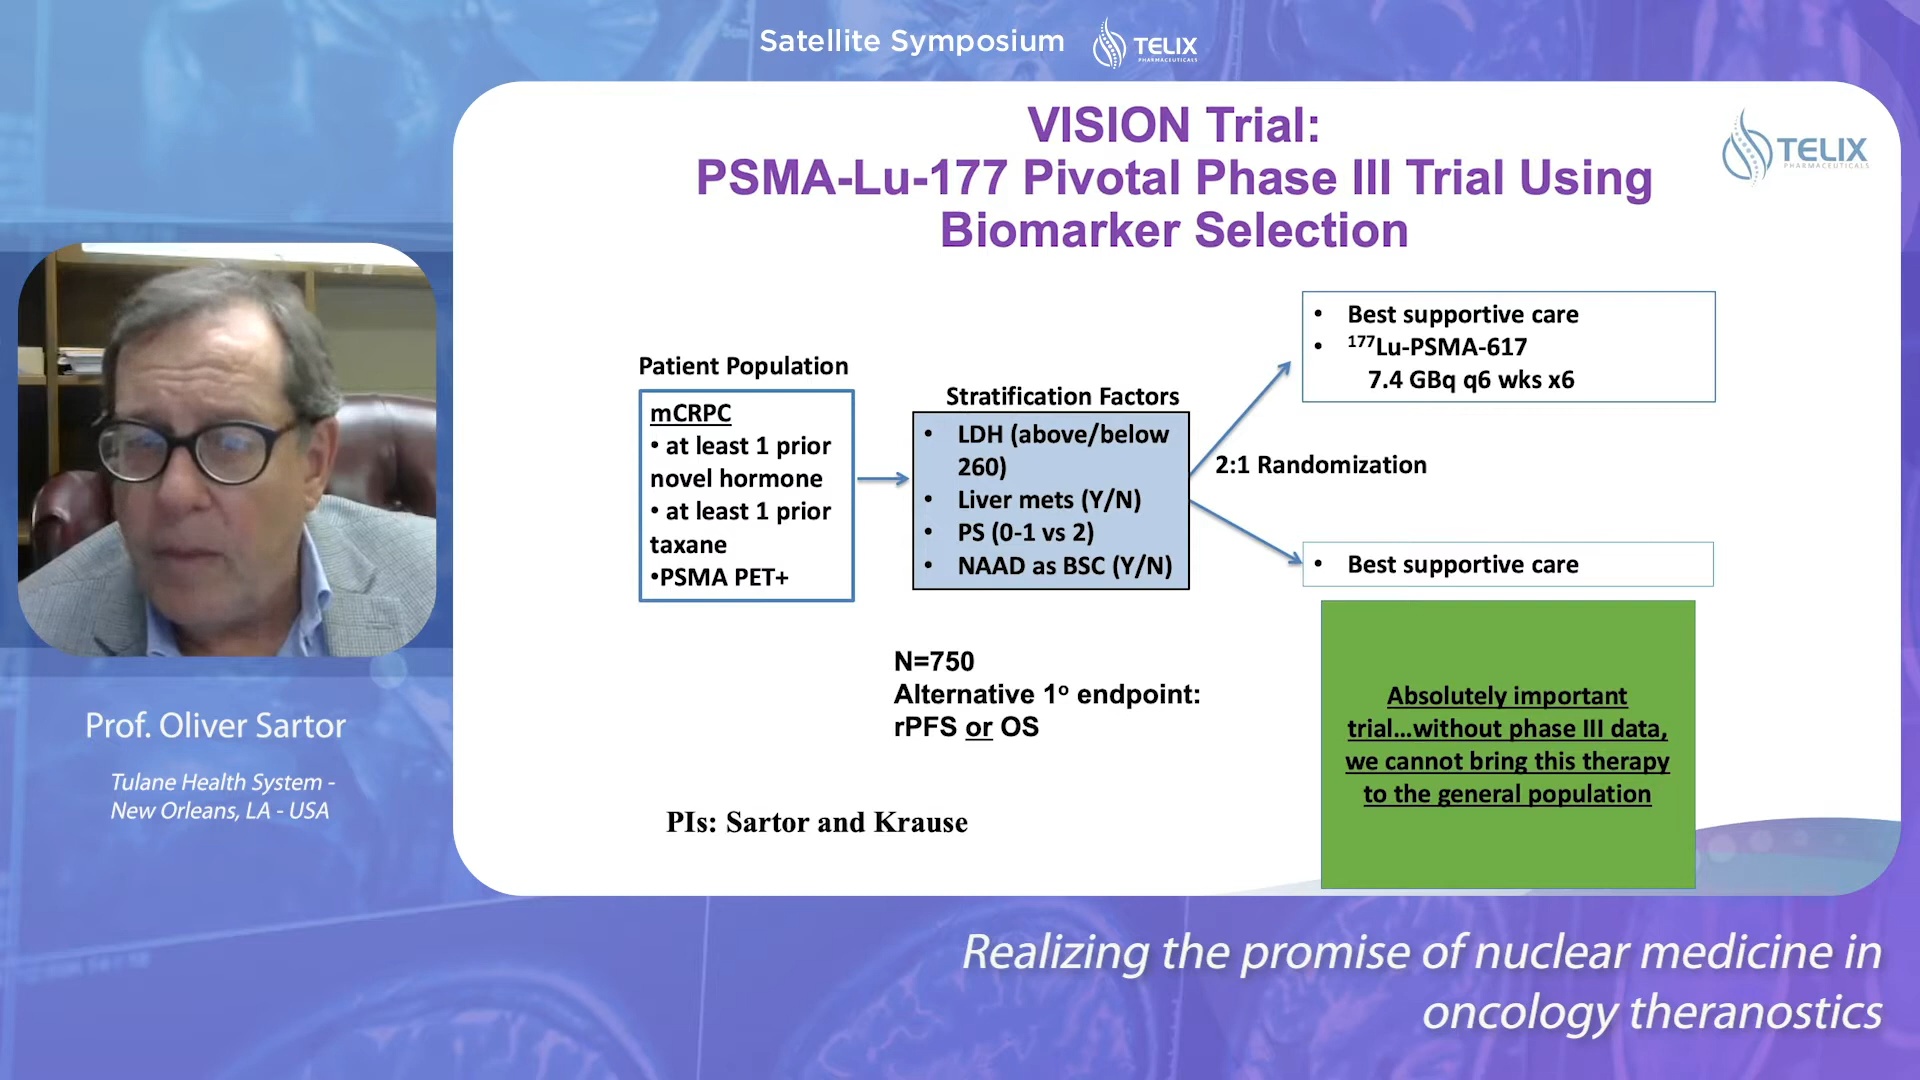 Satellite Symposium
TELIX
PHARMACEUTICALS
VISION Trial:
PSMA-Lu-177 Pivotal Phase III Trial Using
Biomarker Selection
TELIX
PHARMACEUTICALS
Patient Population
mCRPC
• at least 1 prior
novel hormone
• at least 1 prior
taxane
•PSMA PET+
Stratification Factors
• LDH (above/below
260)
• Liver mets (Y/N)
• PS (0-1 vs 2)
• NAAD as BSC (Y/N)
2:1 Randomization
• Best supportive care
• ¹⁷⁷Lu-PSMA-617
7.4 GBq q6 wks x6
• Best supportive care
N=750
Alternative 1º endpoint:
rPFS or OS
Absolutely important
trial...without phase III data,
we cannot bring this therapy
to the general population
PIs: Sartor and Krause
Prof. Oliver Sartor
Tulane Health System -
New Orleans, LA - USA
Realizing the promise of nuclear medicine in
oncology theranostics